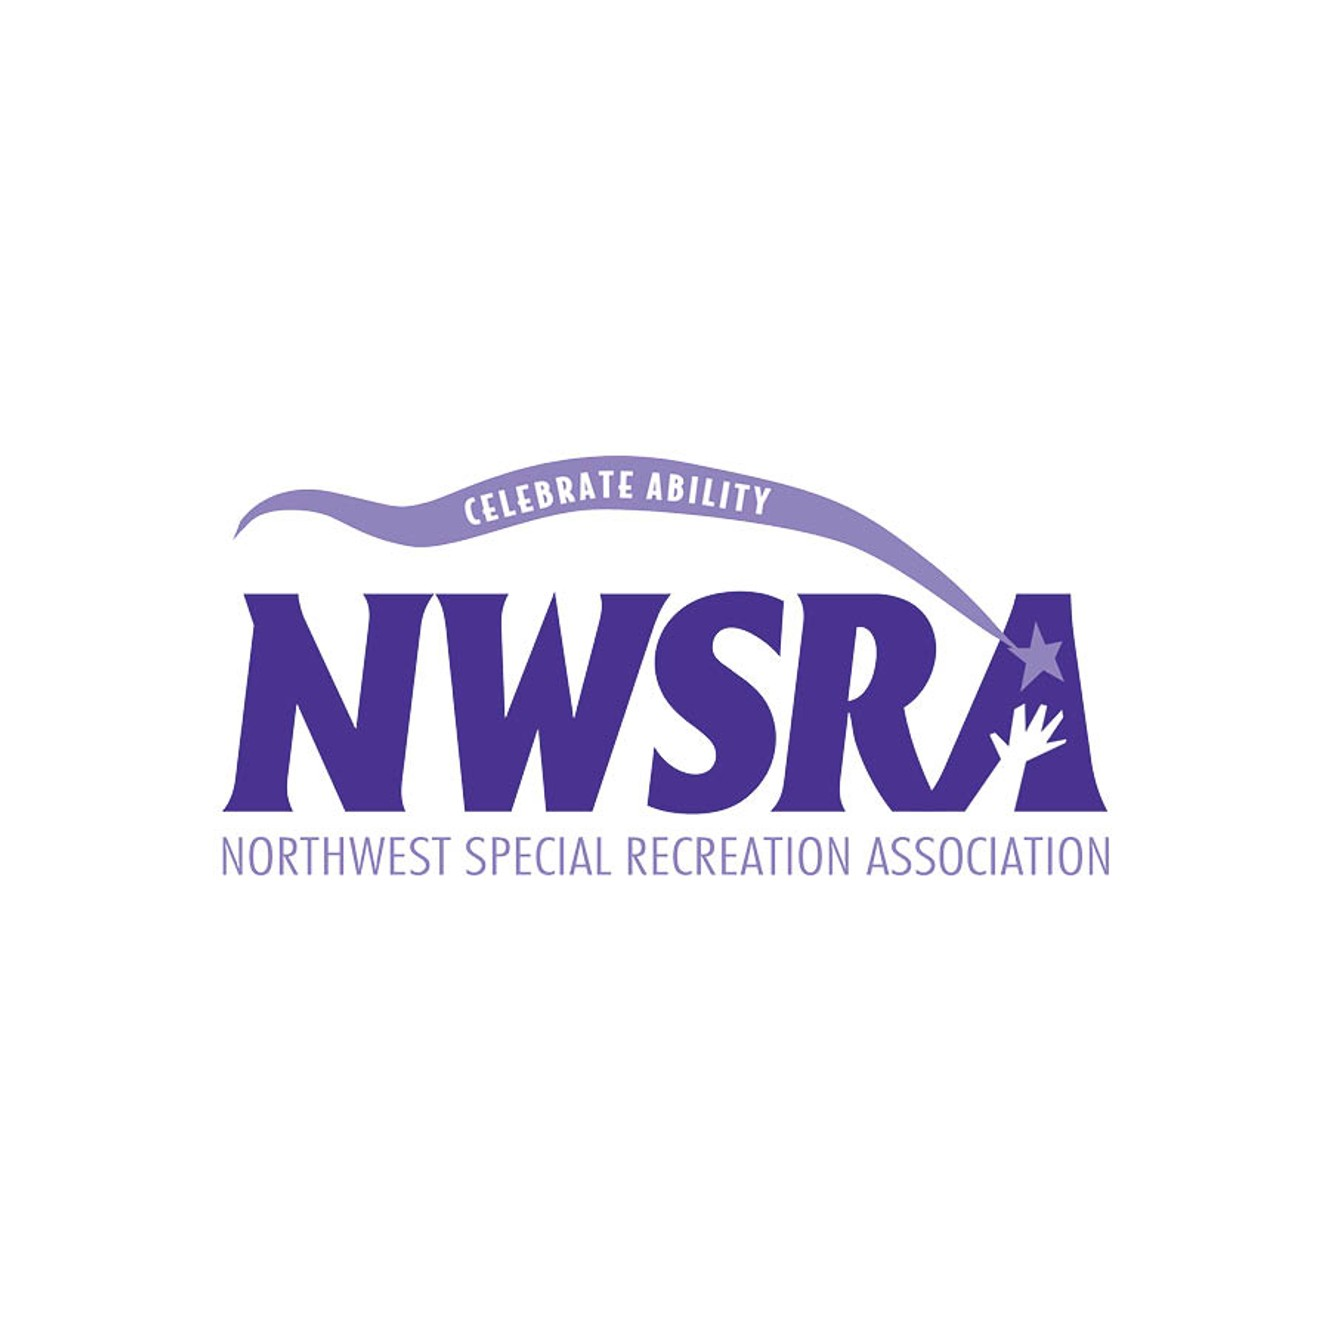 CELEBRATE ABILITY
NWSRA
NORTHWEST SPECIAL RECREATION ASSOCIATION